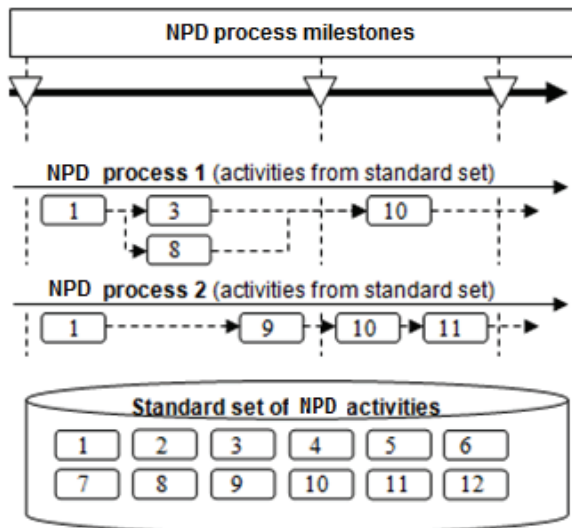 NPD process milestones
NPD process 1 (activities from standard set)
1 3 10
8
NPD process 2 (activities from standard set)
1 9 10 11
Standard set of NPD activities
1 2 3 4 5 6
7 8 9 10 11 12